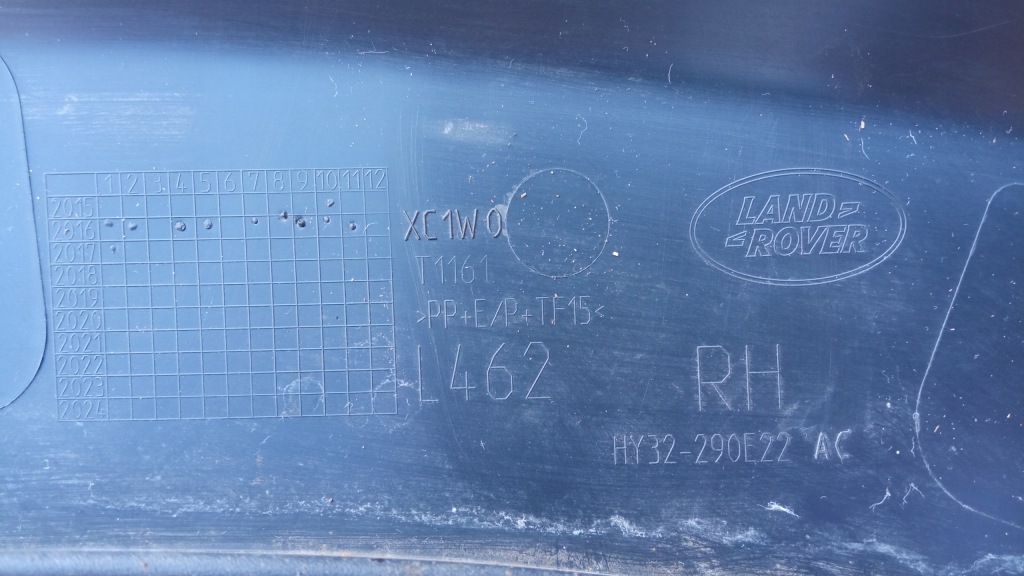 1 2 3 4 5 6 7 8 9 10 11 12
2015
2016
2017
2018
2019
2020
2021
2022
2023
2024
XC1W0
T1161
>PP+E/P+TF15<
L462
LAND
ROVER
RH
HY32-290E22 AC